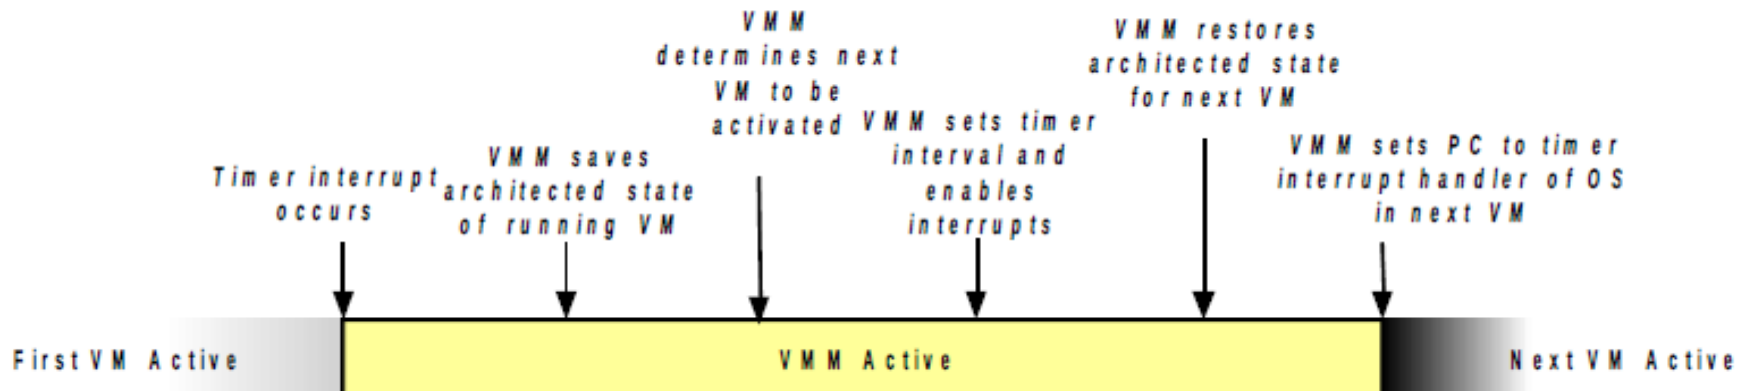 Timer interrupt
occurs
VMM saves
architected state
of running VM
VMM
determines next
VM to be
activated
VMM sets timer
interval and
enables
interrupts
VMM restores
architected state
for next VM
VMM sets PC to timer
interrupt handler of OS
in next VM
First VM Active
VMM Active
Next VM Active